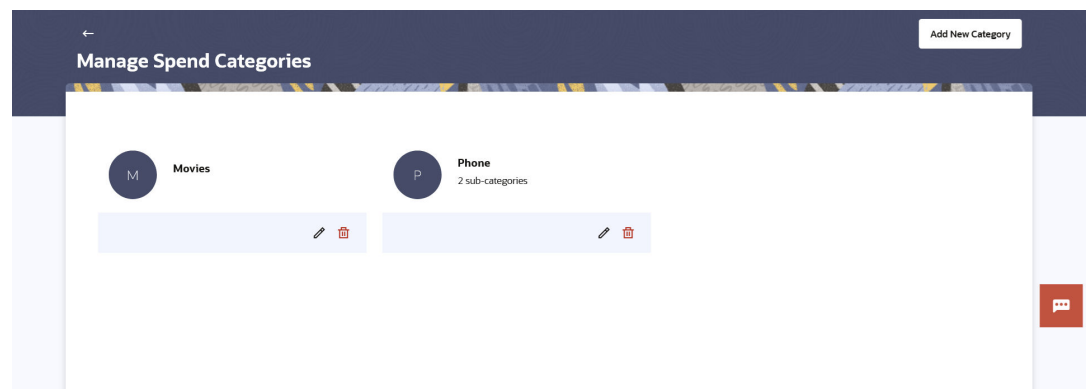 Add New Category
Manage Spend Categories
M
Movies
P
Phone
2 sub-categories